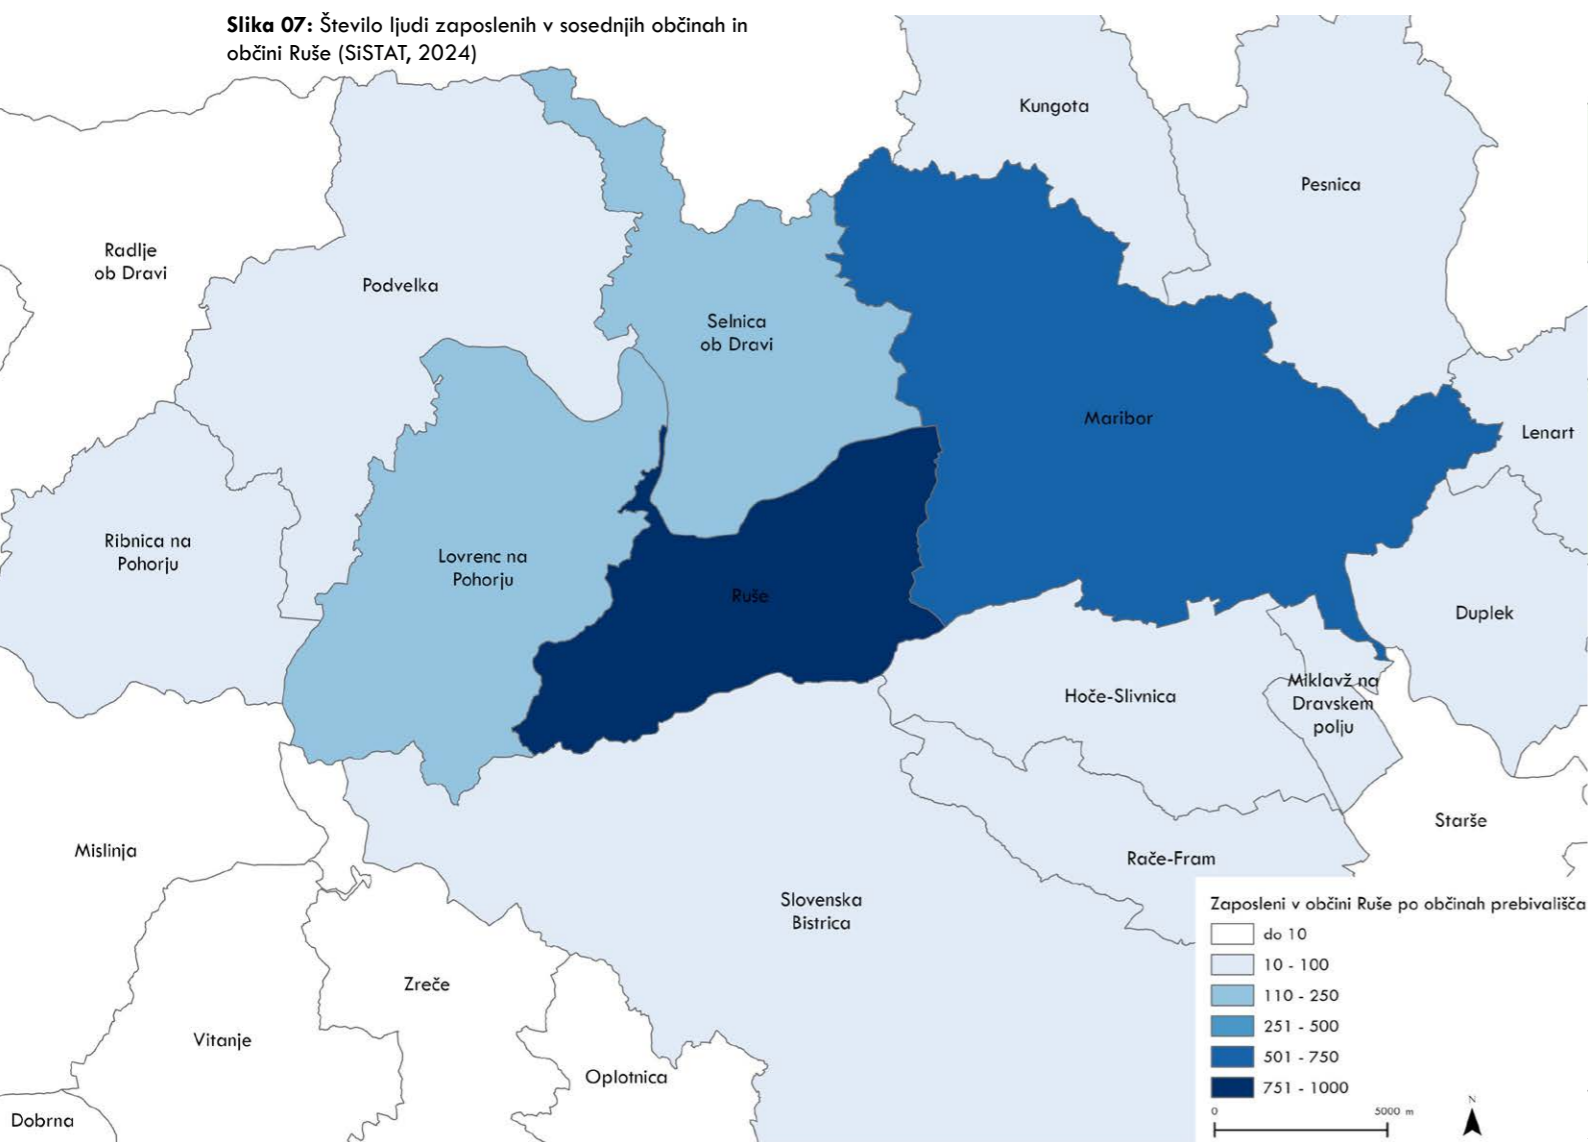 Slika 07: Število ljudi zaposlenih v sosednjih občinah in
občini Ruše (SiSTAT, 2024)
Kungota
Pesnica
Radlje
ob Dravi
Podvelka
Selnica
ob Dravi
Maribor
Lenart
Ribnica na
Pohorju
Lovrenc na
Pohorju
Ruše
Duplek
Hoče-Slivnica
Miklavž na
Dravskem
polju
Starše
Mislinja
Rače-Fram
Slovenska
Bistrica
Zreče
Vitanje
Oplotnica
Dobrna
Zaposleni v občini Ruše po občinah prebivališča
do 10
10 - 100
110 - 250
251 - 500
501 - 750
751 - 1000
0 5000 m
N